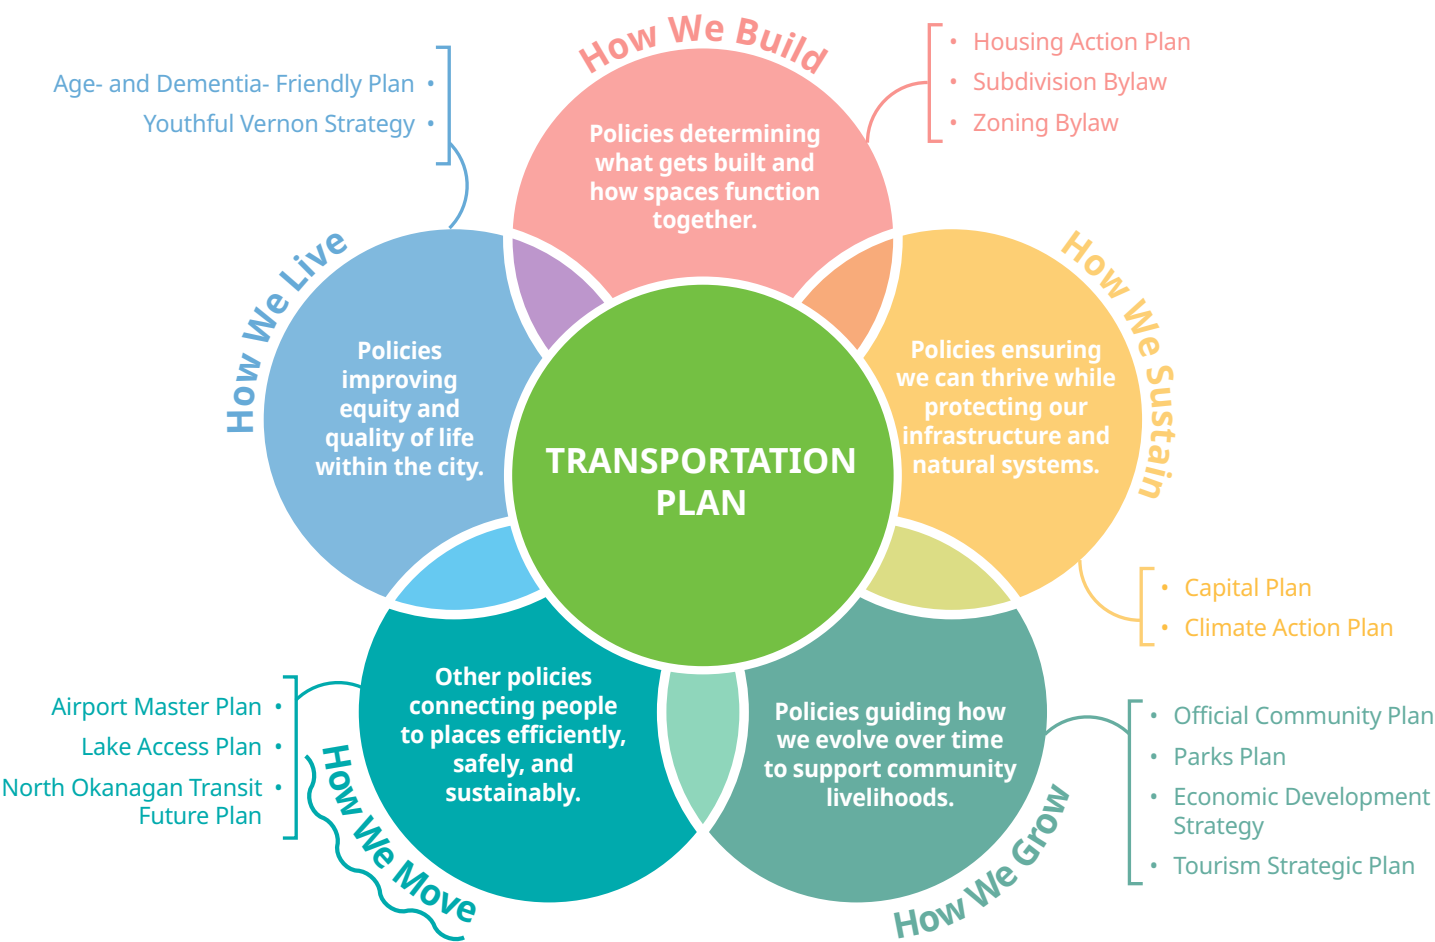 How We Build
Policies determining
what gets built and
how spaces function
together.
• Housing Action Plan
• Subdivision Bylaw
• Zoning Bylaw
Age- and Dementia- Friendly Plan •
Youthful Vernon Strategy •
How We Live
Policies
improving
equity and
quality of life
within the city.
TRANSPORTATION
PLAN
How We Sustain
Policies ensuring
we can thrive while
protecting our
infrastructure and
natural systems.
• Capital Plan
• Climate Action Plan
Airport Master Plan •
Lake Access Plan •
North Okanagan Transit •
Future Plan
How We Move
Other policies
connecting people
to places efficiently,
safely, and
sustainably.
Policies guiding how
we evolve over time
to support community
livelihoods.
How We Grow
• Official Community Plan
• Parks Plan
• Economic Development
Strategy
• Tourism Strategic Plan